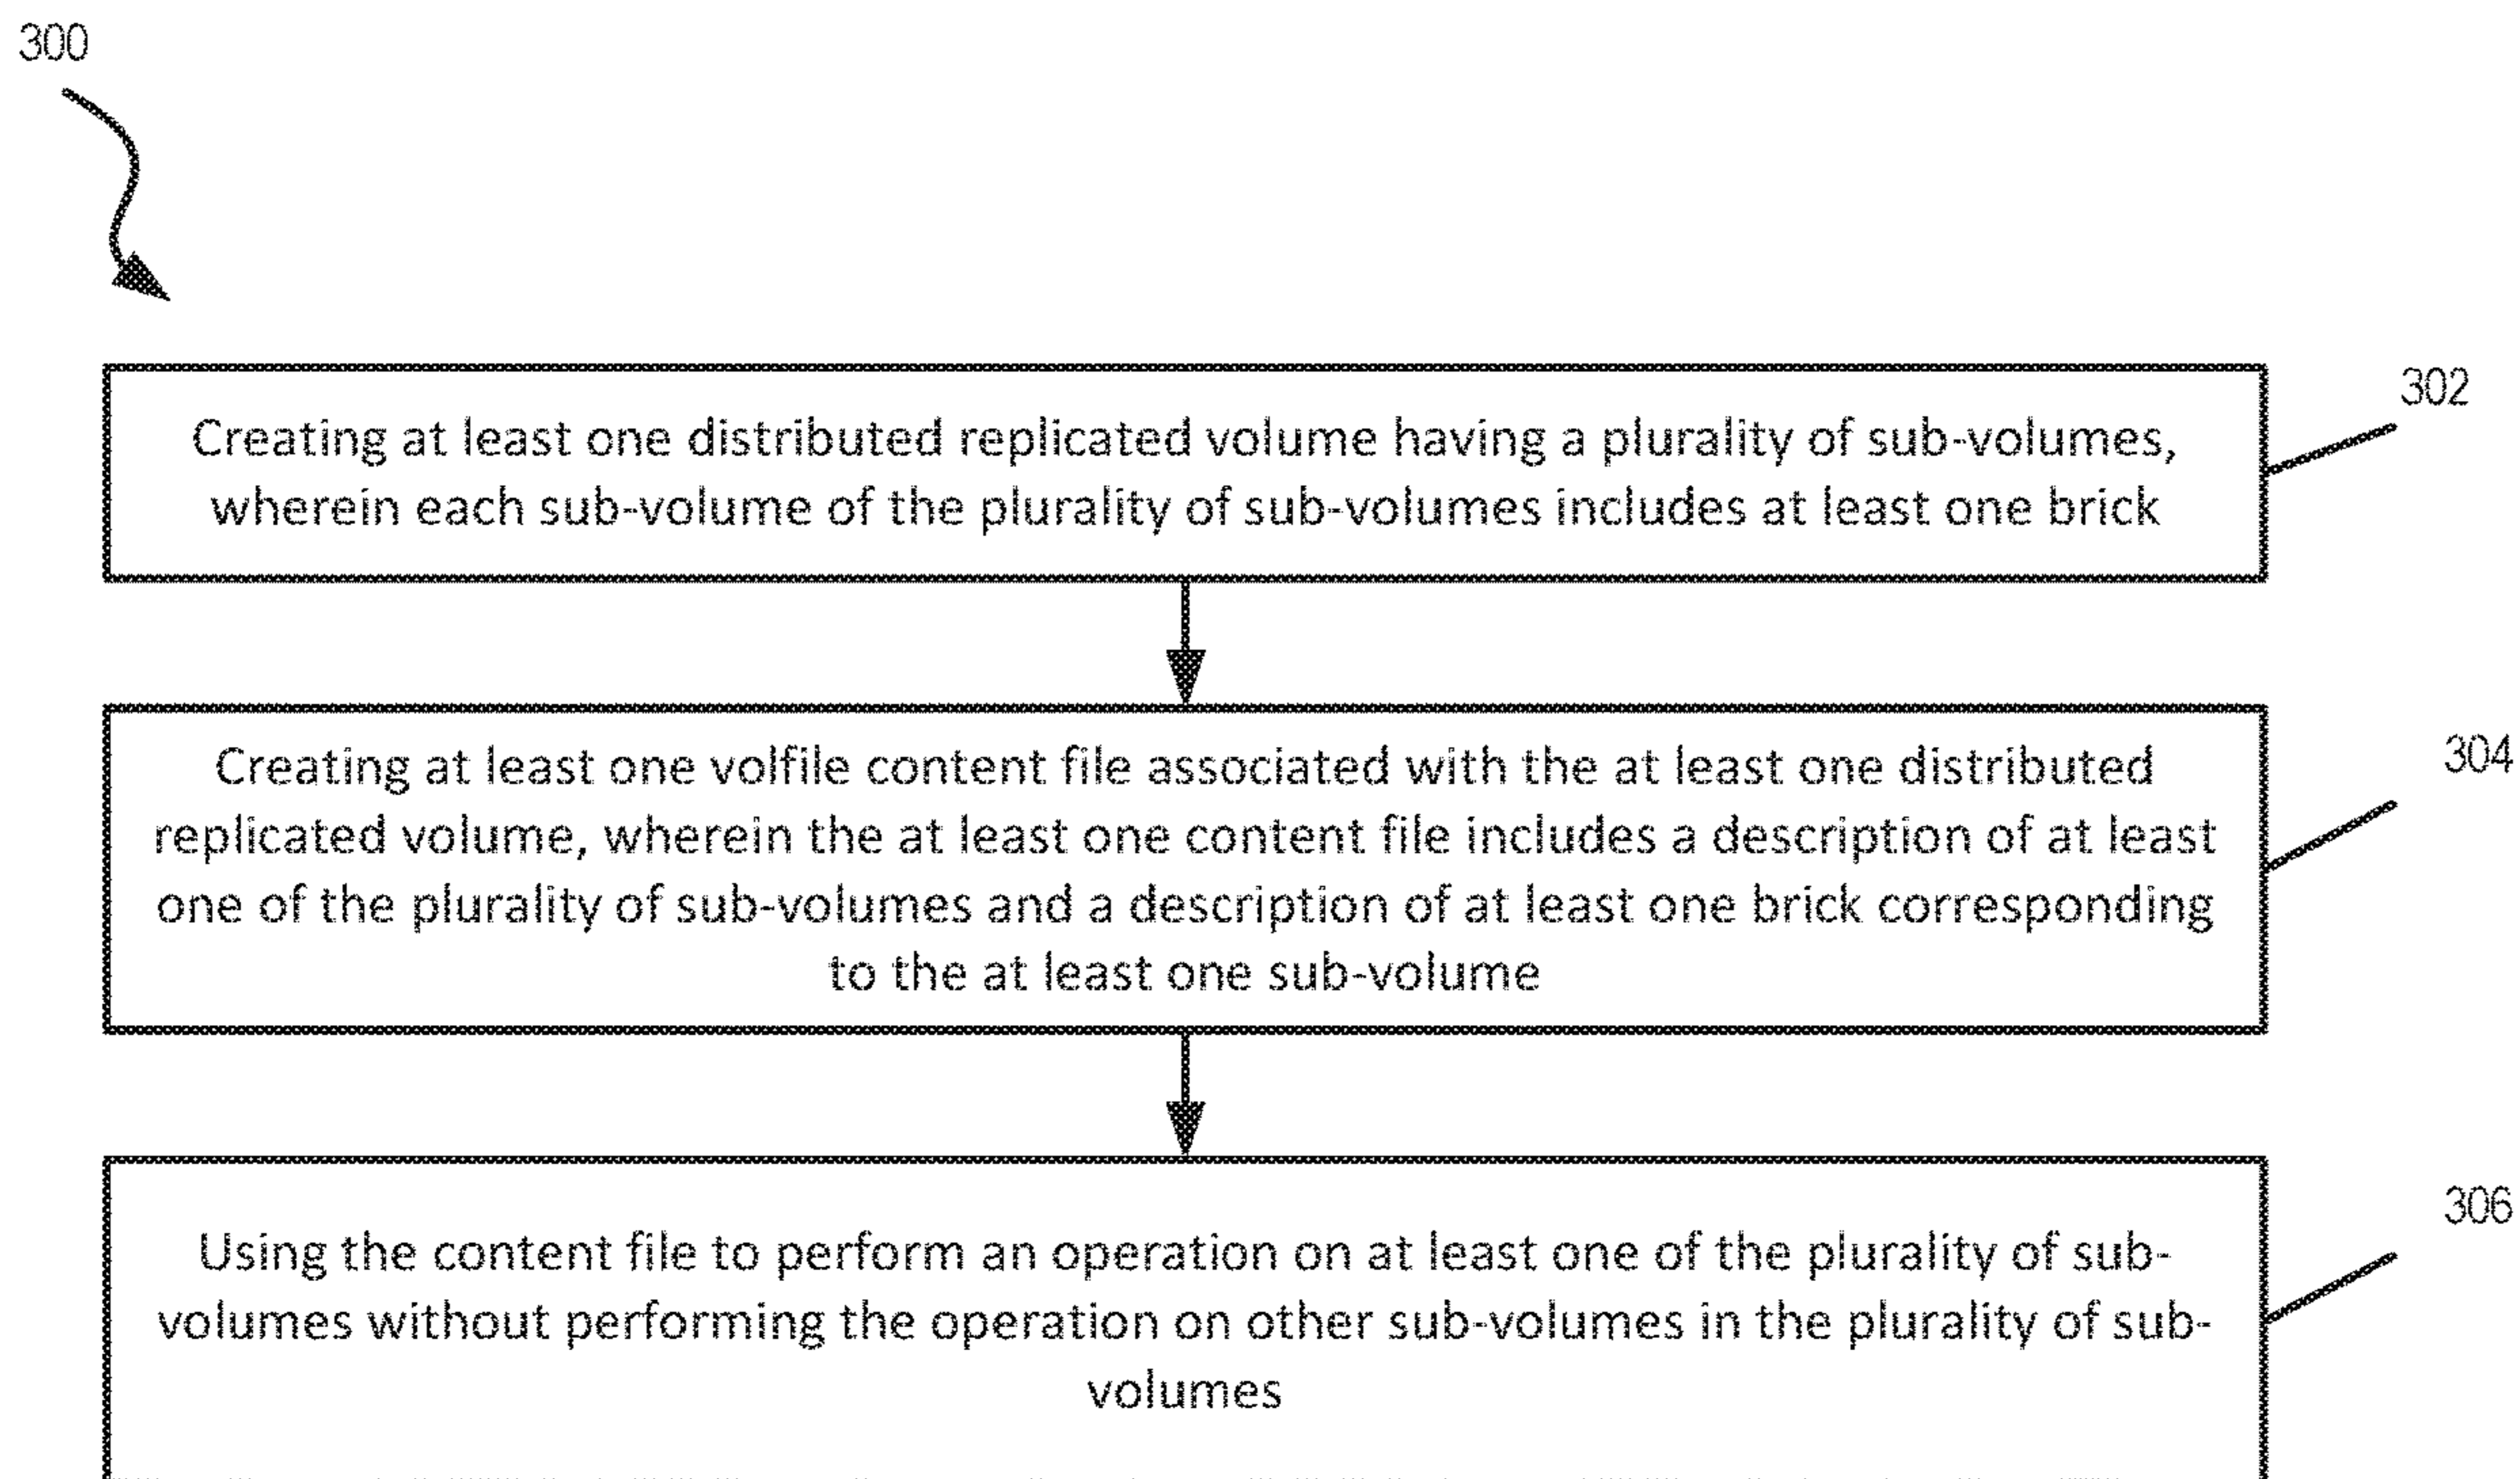 300
302
Creating at least one distributed replicated volume having a plurality of sub-volumes,
wherein each sub-volume of the plurality of sub-volumes includes at least one brick
304
Creating at least one volfile content file associated with the at least one distributed
replicated volume, wherein the at least one content file includes a description of at least
one of the plurality of sub-volumes and a description of at least one brick corresponding
to the at least one sub-volume
306
Using the content file to perform an operation on at least one of the plurality of sub-
volumes without performing the operation on other sub-volumes in the plurality of sub-
volumes